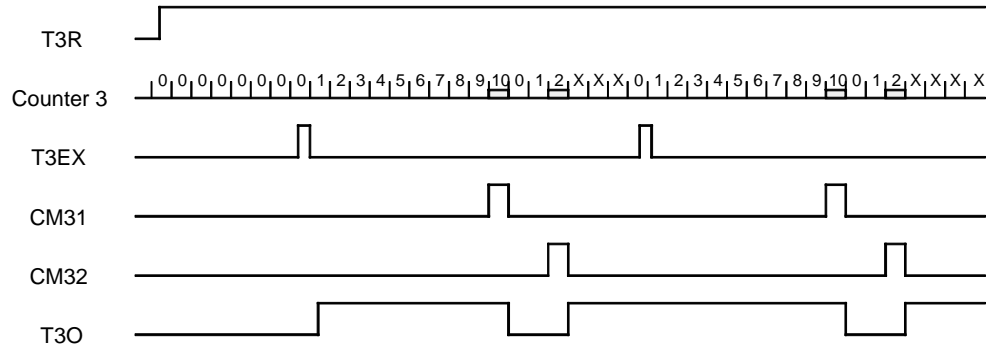 T3R
Counter 3 0 0 0 0 0 0 0 0 1 2 3 4 5 6 7 8 9 10 0 1 2 X X X 0 1 2 3 4 5 6 7 8 9 10 0 1 2 X X X X
T3EX
CM31
CM32
T3O